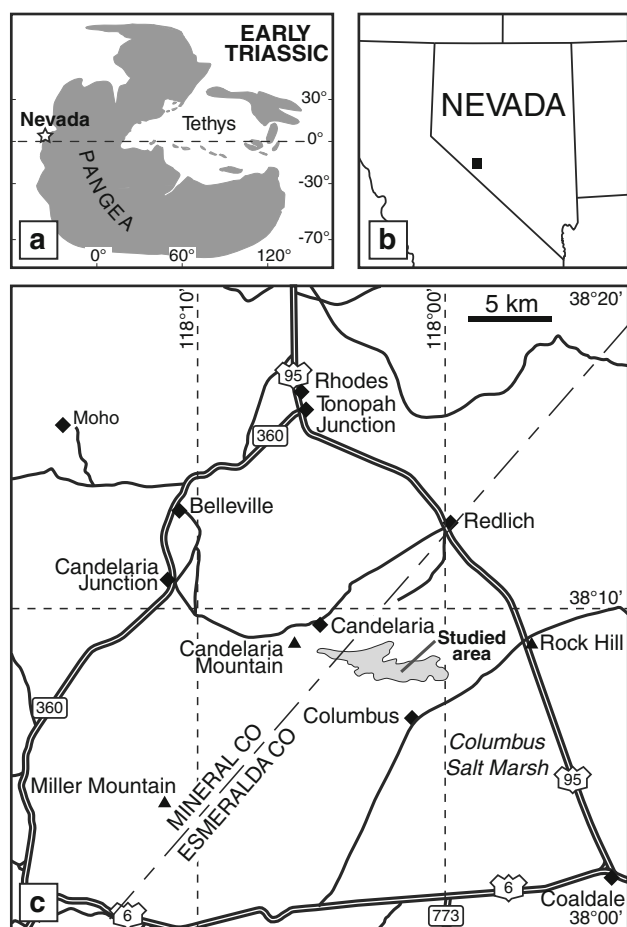 EARLY
TRIASSIC
Nevada
Tethys
PANGEA
30°
0°
-30°
-70°
0°
60°
120°
a
NEVADA
b
118°10'
118°00'
5 km
38°20'
95
Rhodes
Tonopah
Junction
360
Moho
Belleville
Redlich
Candelaria
Junction
38°10'
Candelaria
Studied
area
Candelaria
Mountain
Rock Hill
360
Columbus
Columbus
Salt Marsh
MINERAL CO
ESMERALDA CO
95
Miller Mountain
c
6
6
773
Coaldale
38°00'